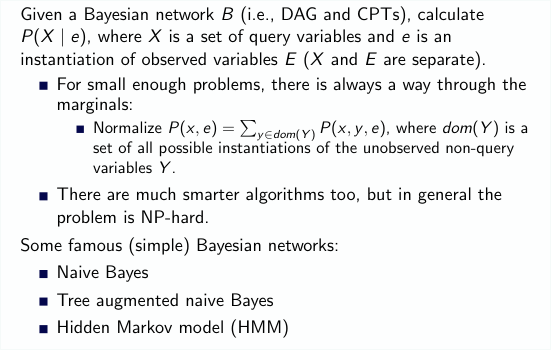 Given a Bayesian network B (i.e., DAG and CPTs), calculate
P(X | e), where X is a set of query variables and e is an
instantiation of observed variables E (X and E are separate).
■ For small enough problems, there is always a way through the
marginals:
■ Normalize P(x, e) = ∑y∈dom(Y) P(x, y, e), where dom(Y) is a
set of all possible instantiations of the unobserved non-query
variables Y.
■ There are much smarter algorithms too, but in general the
problem is NP-hard.
Some famous (simple) Bayesian networks:
■ Naive Bayes
■ Tree augmented naive Bayes
■ Hidden Markov model (HMM)